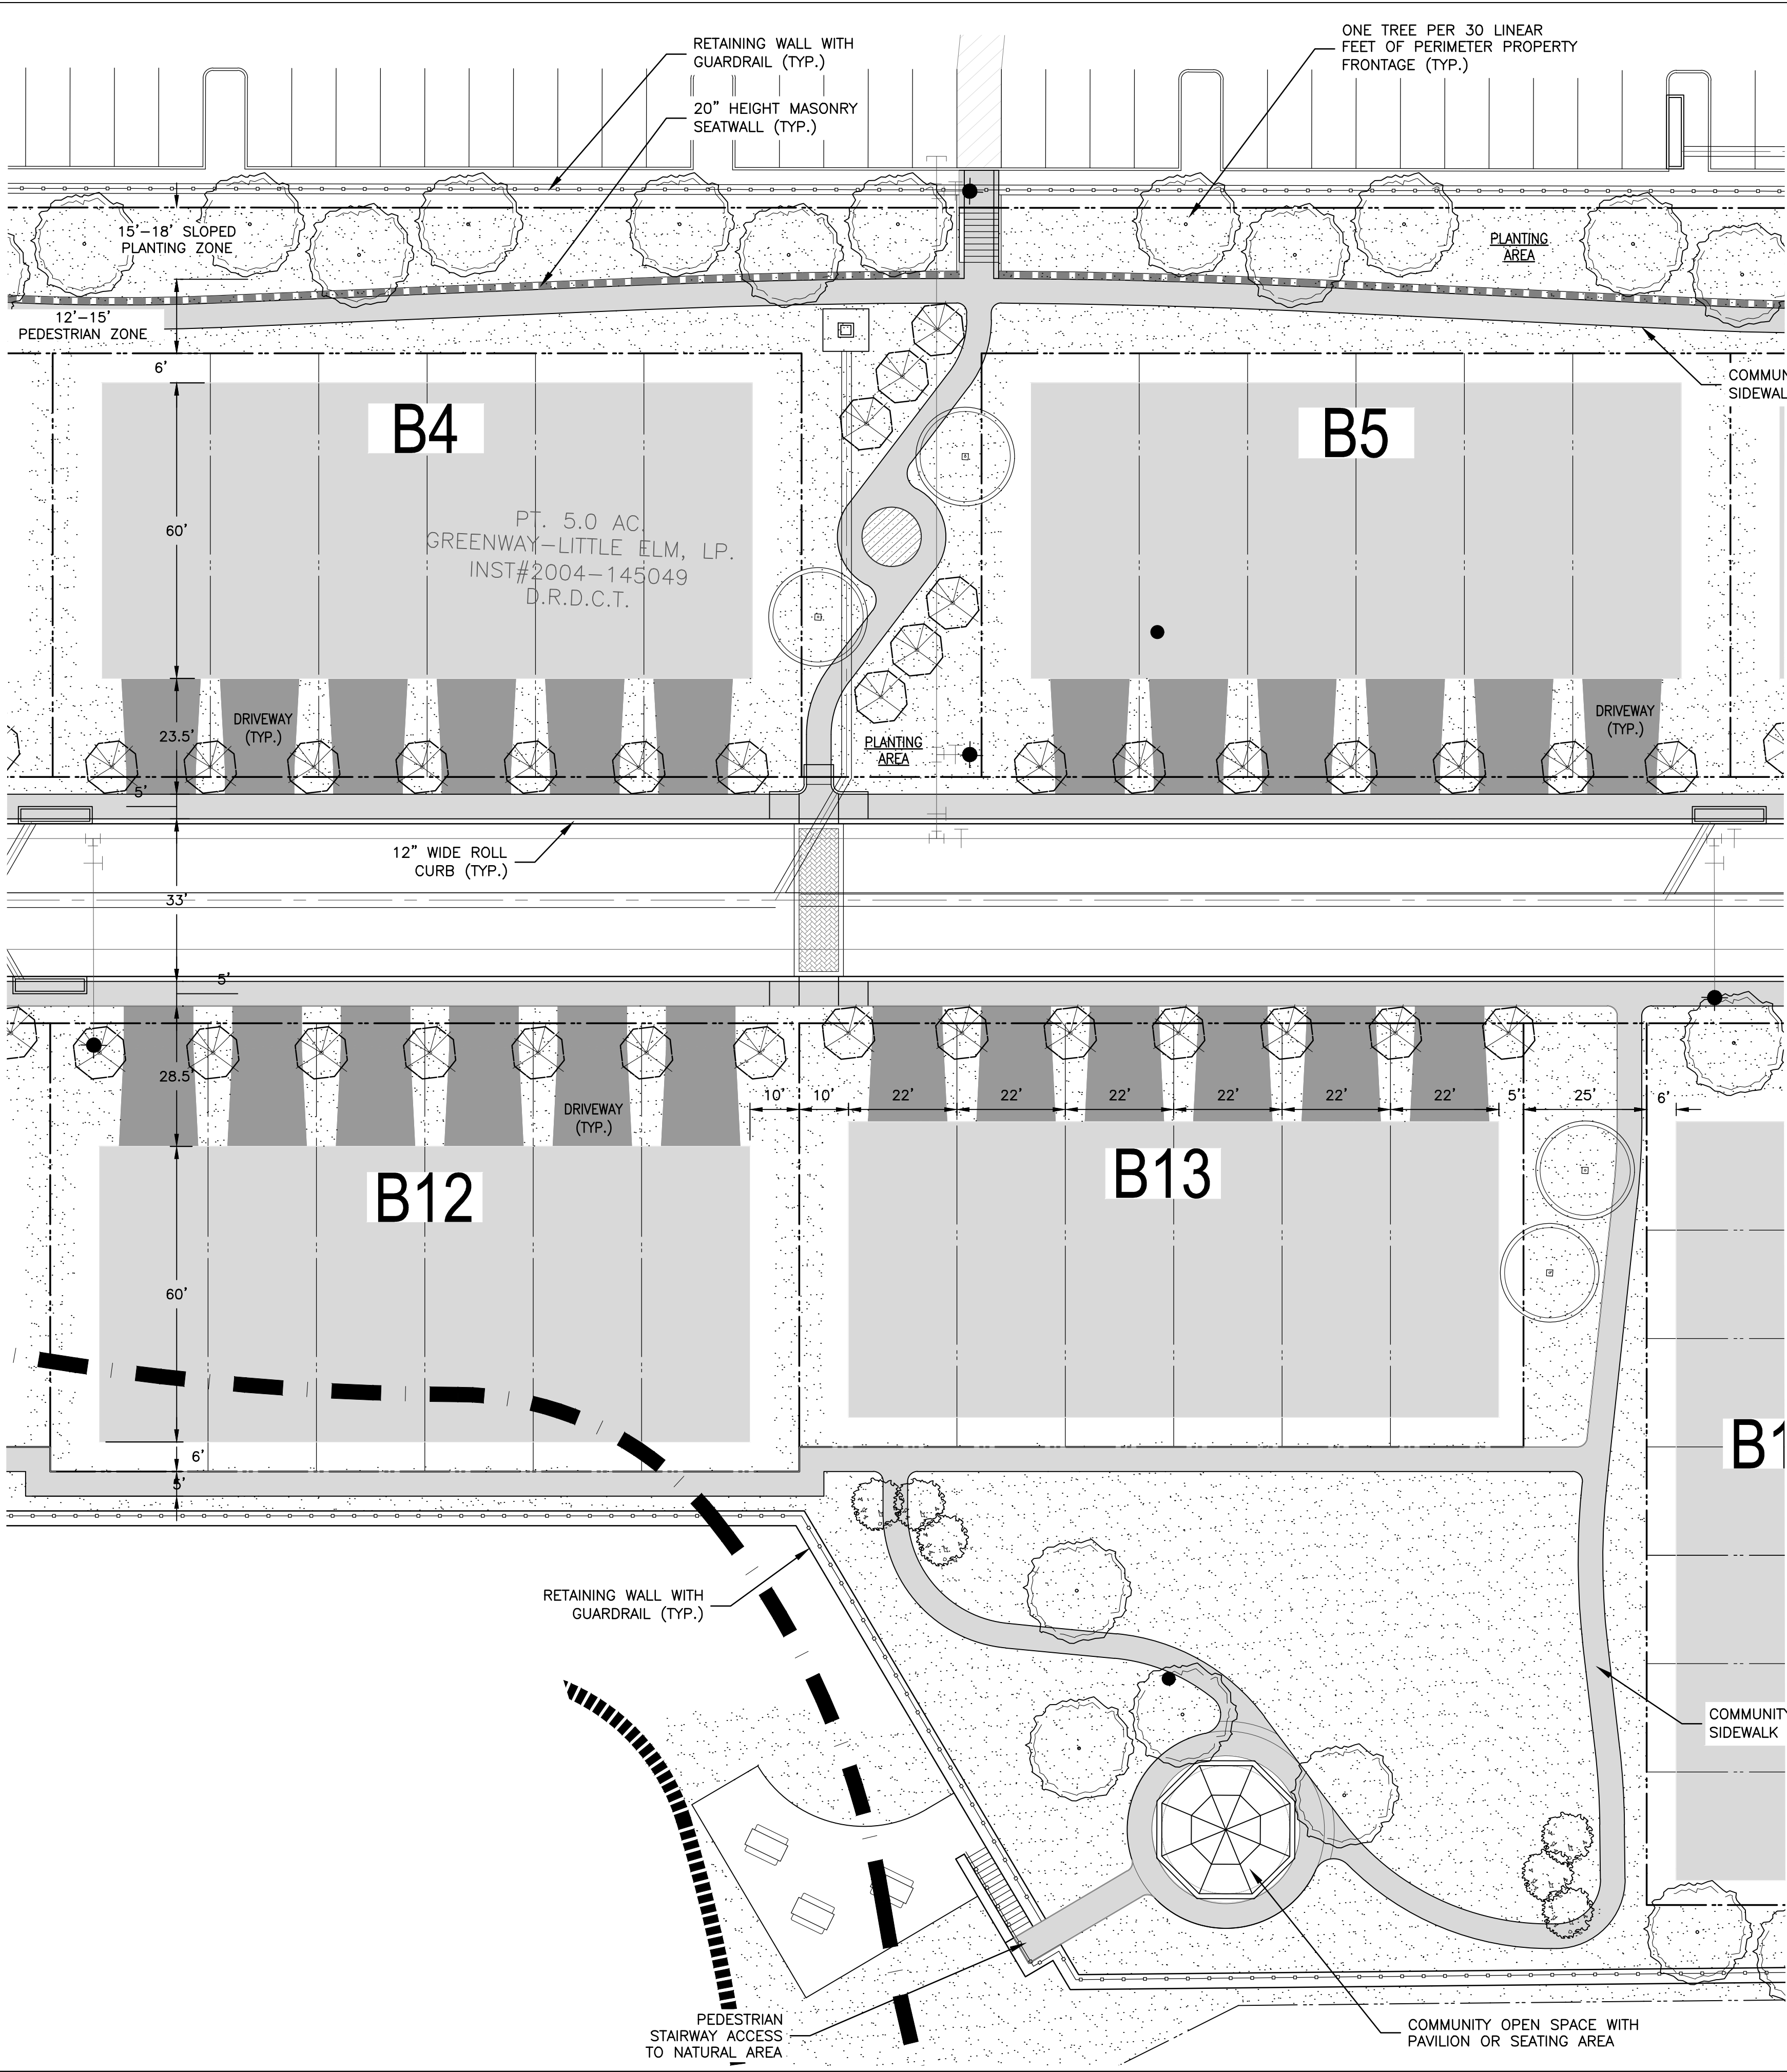 RETAINING WALL WITH
GUARDRAIL (TYP.)
20" HEIGHT MASONRY
SEATWALL (TYP.)
ONE TREE PER 30 LINEAR
FEET OF PERIMETER PROPERTY
FRONTAGE (TYP.)
15'-18' SLOPED
PLANTING ZONE
PLANTING
AREA
12'-15'
PEDESTRIAN ZONE
6'
COMMUN
SIDEWAL
B4
B5
60'
PT. 5.0 AC.
GREENWAY-LITTLE ELM, LP.
INST#2004-145049
D.R.D.C.T.
DRIVEWAY
(TYP.)
23.5'
PLANTING
AREA
DRIVEWAY
(TYP.)
5'
12" WIDE ROLL
CURB (TYP.)
33'
5'
28.5'
DRIVEWAY
(TYP.)
10'
10'
22'
22'
22'
22'
22'
22'
5'
25'
6'
B12
B13
60'
B1
6'
5'
RETAINING WALL WITH
GUARDRAIL (TYP.)
COMMUNITY
SIDEWALK
PEDESTRIAN
STAIRWAY ACCESS
TO NATURAL AREA
COMMUNITY OPEN SPACE WITH
PAVILION OR SEATING AREA